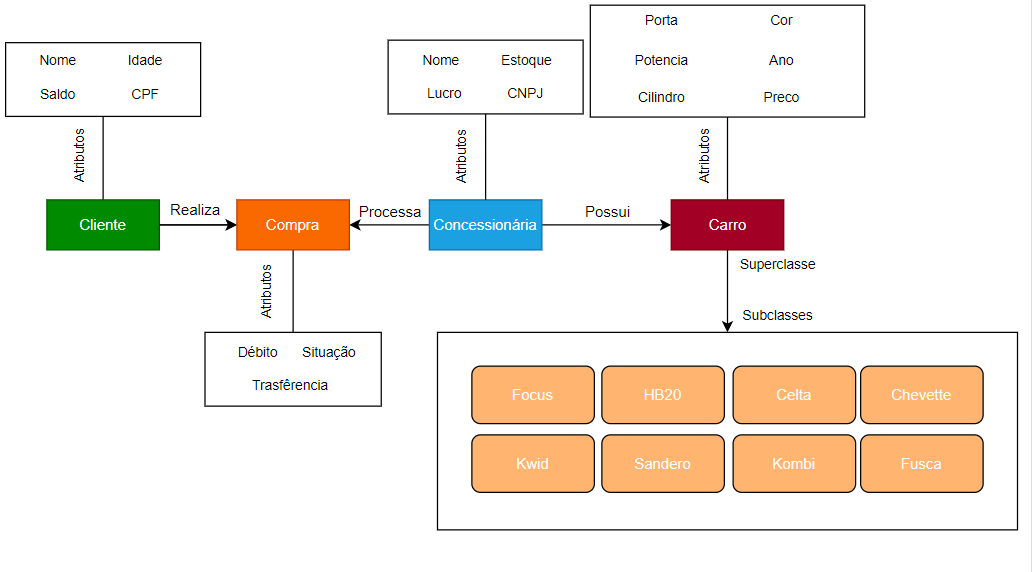 Porta Cor
Nome Idade
Nome Estoque
Potencia Ano
Saldo CPF
Lucro CNPJ
Cilindro Preco
Atributos
Atributos
Atributos
Cliente
Realiza
Compra
Processa
Concessionária
Possui
Carro
Atributos
Superclasse
Subclasses
Débito Situação
Trasfêrencia
Focus HB20 Celta Chevette
Kwid Sandero Kombi Fusca